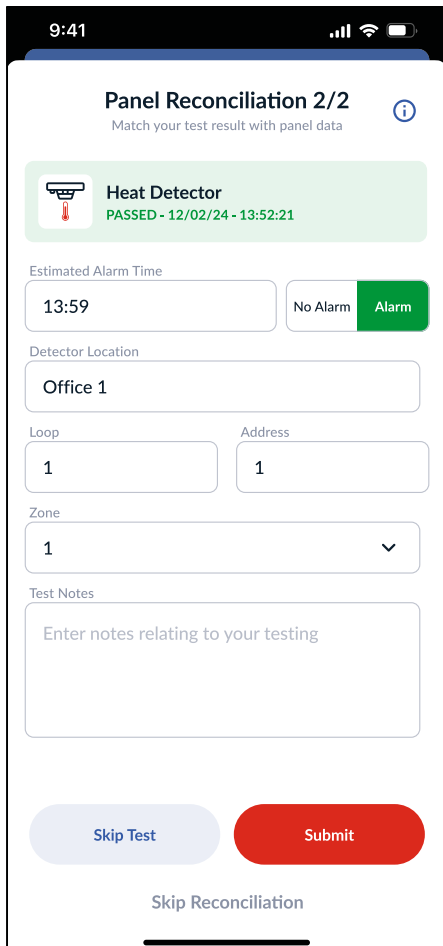 9:41
Panel Reconciliation 2/2
Match your test result with panel data
Heat Detector
PASSED - 12/02/24 - 13:52:21
Estimated Alarm Time
13:59
No Alarm
Alarm
Detector Location
Office 1
Loop
Address
1
1
Zone
1
Test Notes
Enter notes relating to your testing
Skip Test
Submit
Skip Reconciliation